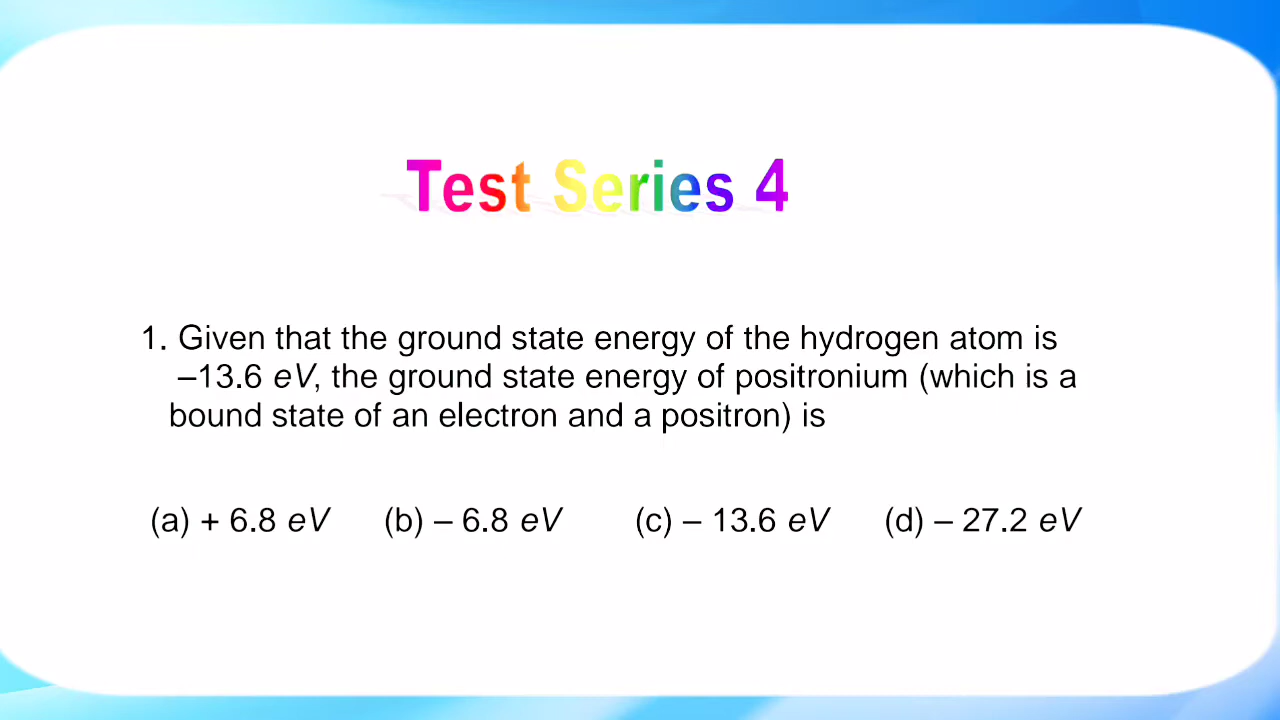 Test Series 4
1. Given that the ground state energy of the hydrogen atom is
–13.6 eV, the ground state energy of positronium (which is a
bound state of an electron and a positron) is
(a) + 6.8 eV (b) – 6.8 eV (c) – 13.6 eV (d) – 27.2 eV